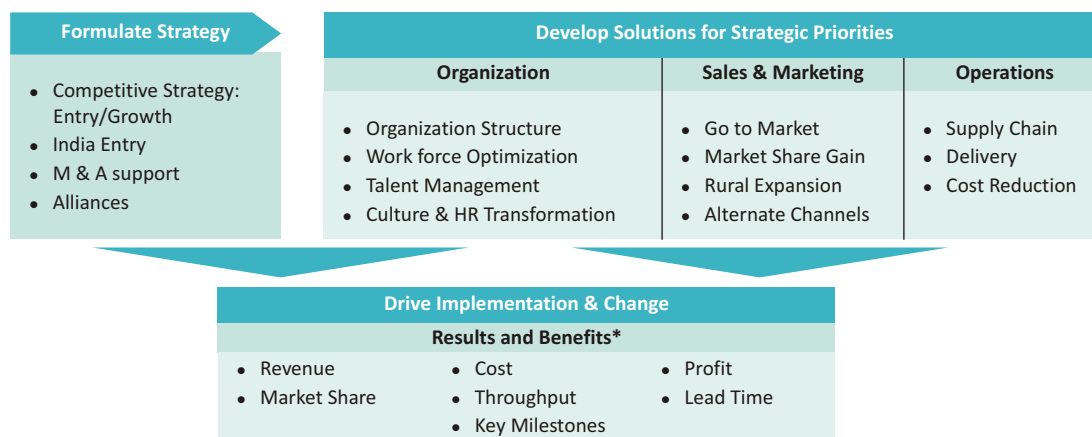 Formulate Strategy
• Competitive Strategy:
Entry/Growth
• India Entry
• M & A support
• Alliances
Develop Solutions for Strategic Priorities
Organization
• Organization Structure
• Work force Optimization
• Talent Management
• Culture & HR Transformation
Sales & Marketing
• Go to Market
• Market Share Gain
• Rural Expansion
• Alternate Channels
Operations
• Supply Chain
• Delivery
• Cost Reduction
Drive Implementation & Change
Results and Benefits*
• Revenue
• Market Share
• Cost
• Throughput
• Key Milestones
• Profit
• Lead Time